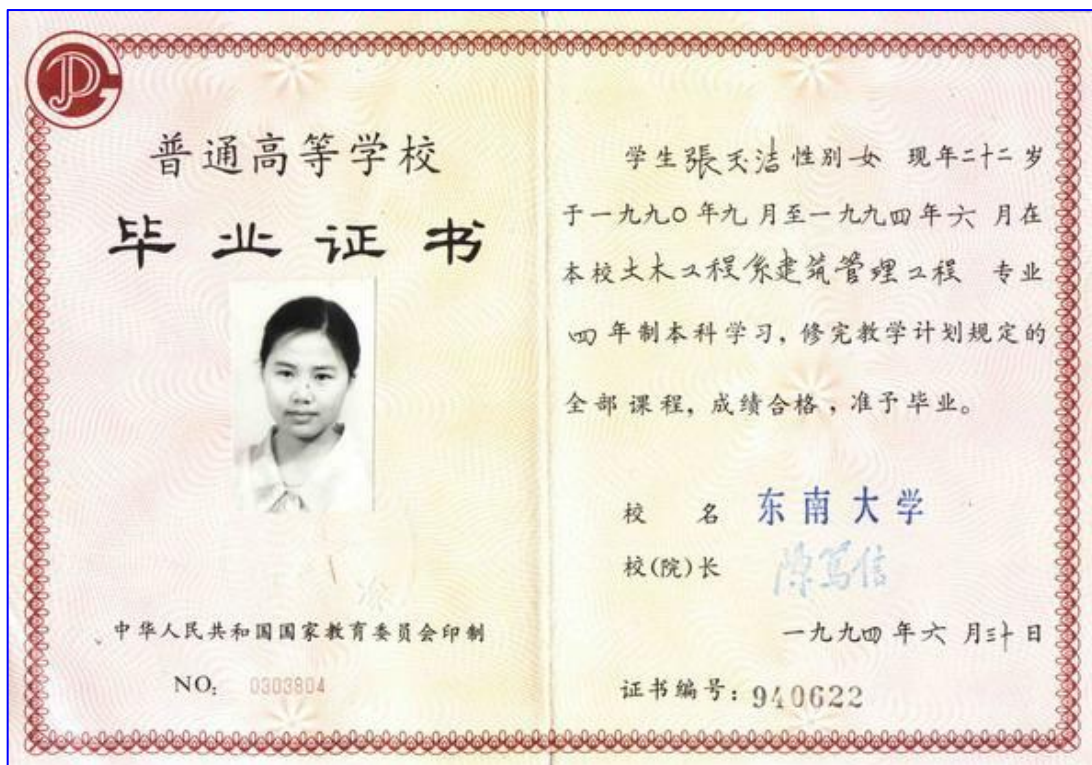 普通高等学校
毕业证书
中华人民共和国国家教育委员会印制
NO: 0303804
学生張天洁性别女 现年二十二岁
于一九九〇年九月至一九九四年六月在
本校土木工程系建筑管理工程 专业
四年制本科学习，修完教学计划规定的
全部课程，成绩合格，准予毕业。
校 名 东南大学
校(院)长 陈笃信
一九九四年六月三十日
证书编号：940622